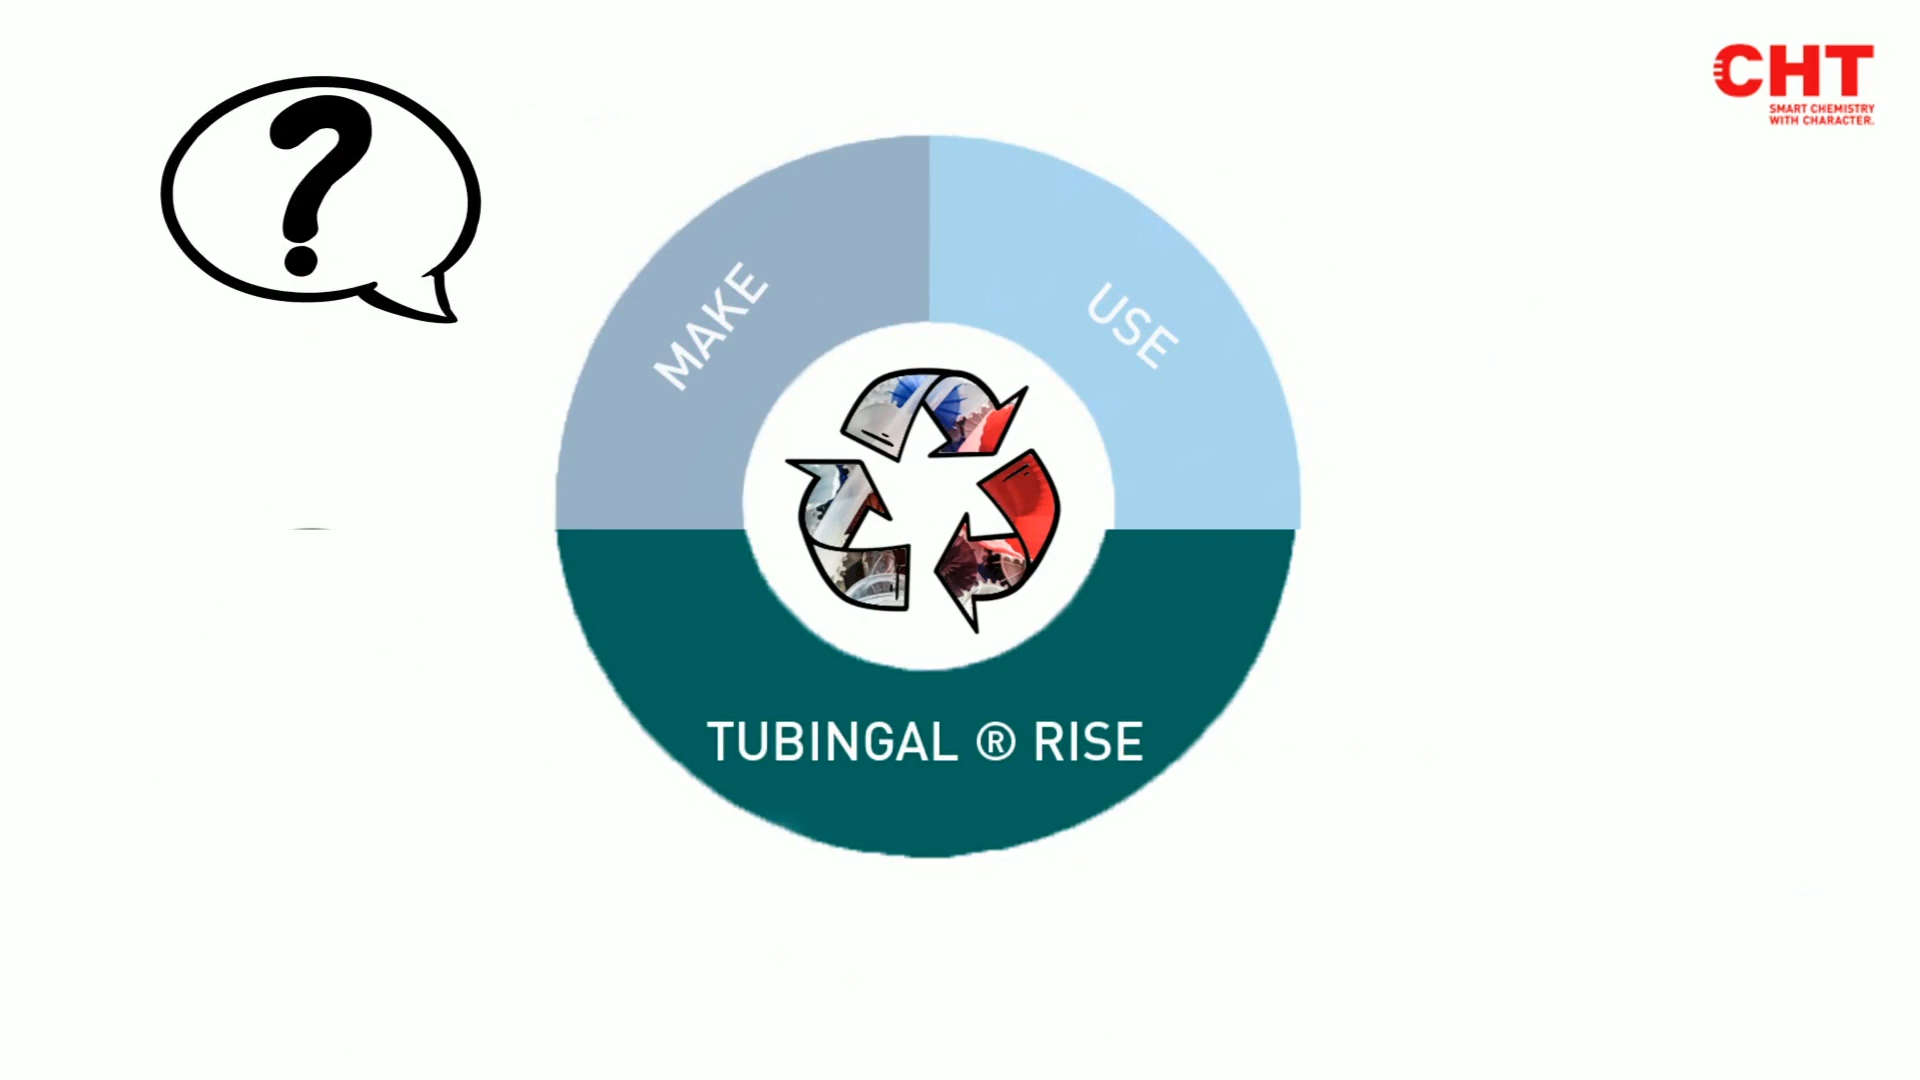 ?
CHT
SMART CHEMISTRY
WITH CHARACTER.
MAKE
USE
TUBINGAL ® RISE